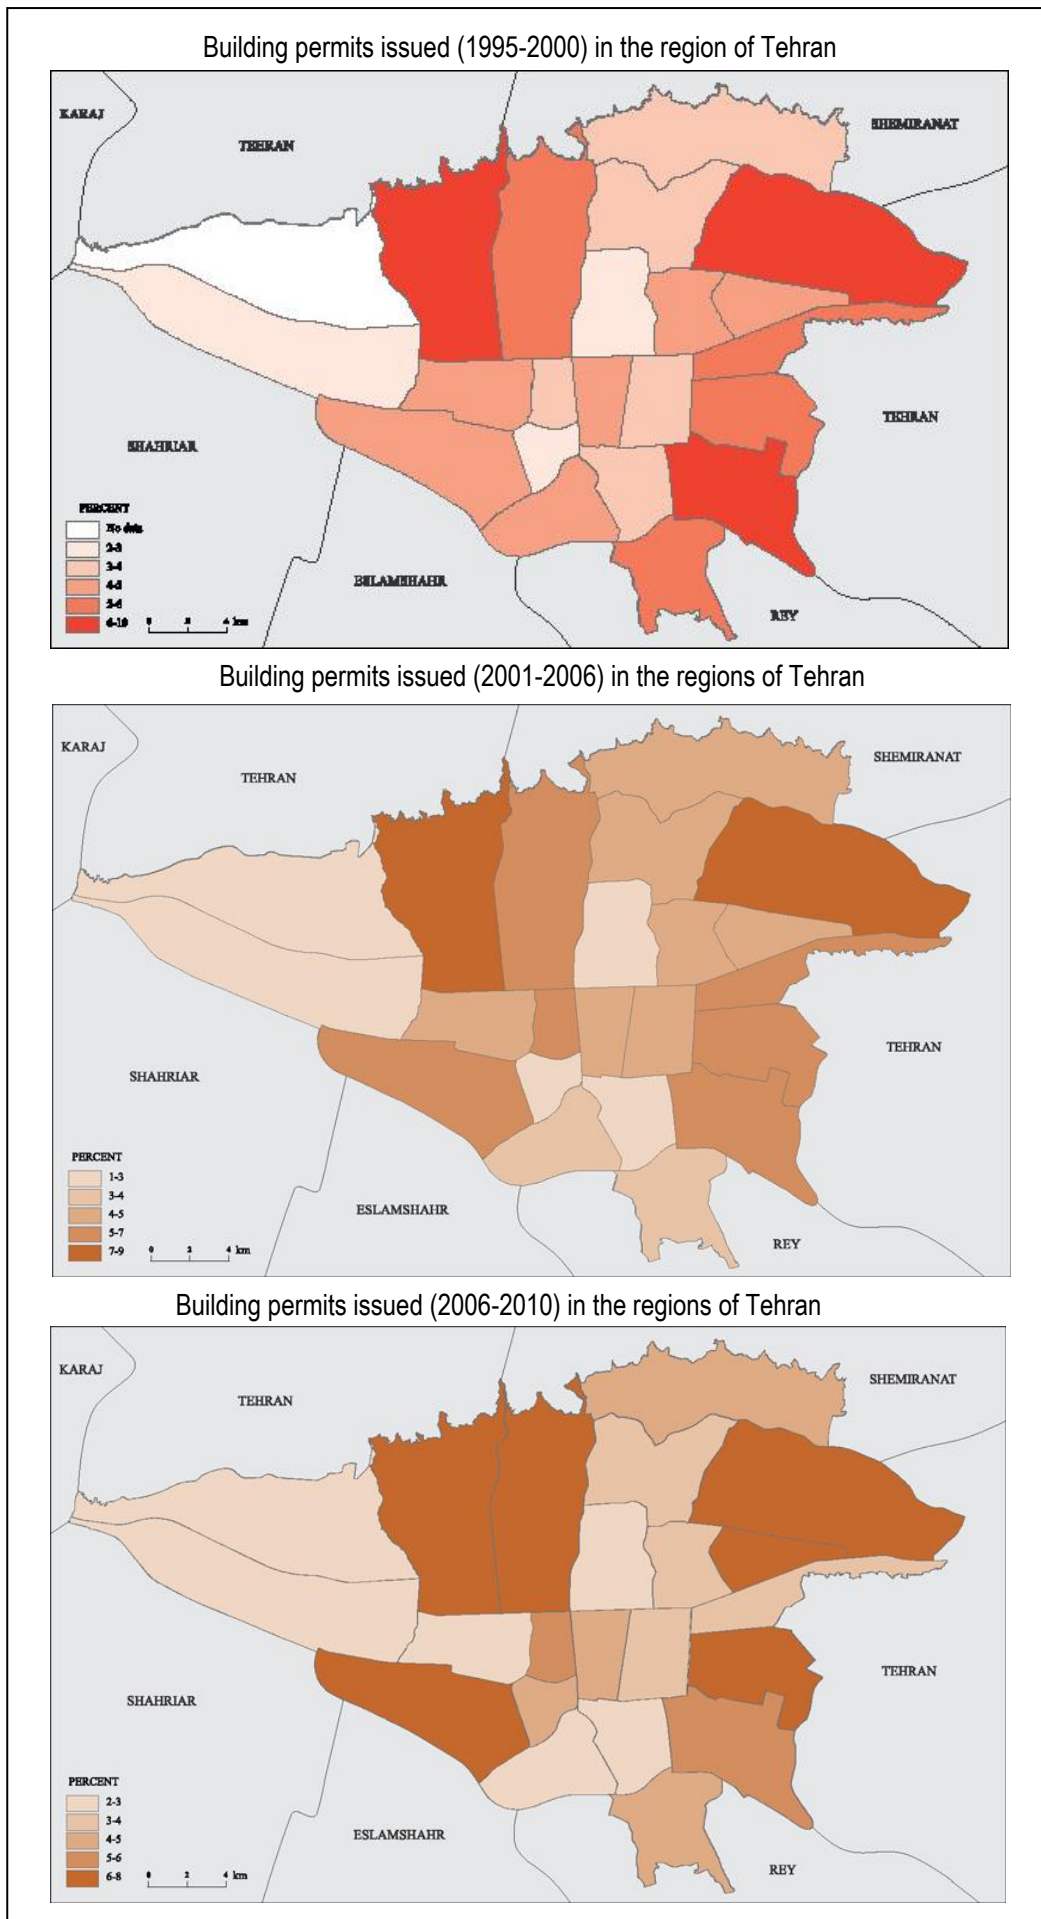 Building permits issued (1995-2000) in the region of Tehran
KARAJ
TEHRAN
SHEMIRANAT
TEHRAN
SHAHRIAR
PERCENT
No data
2-3
3-4
4-5
5-6
6-10
0 2 4 km
ESLAMSHAHR
REY
Building permits issued (2001-2006) in the regions of Tehran
KARAJ
TEHRAN
SHEMIRANAT
TEHRAN
SHAHRIAR
PERCENT
1-3
3-4
4-5
5-7
7-9
0 2 4 km
ESLAMSHAHR
REY
Building permits issued (2006-2010) in the regions of Tehran
KARAJ
TEHRAN
SHEMIRANAT
TEHRAN
SHAHRIAR
PERCENT
2-3
3-4
4-5
5-6
6-8
0 2 4 km
ESLAMSHAHR
REY